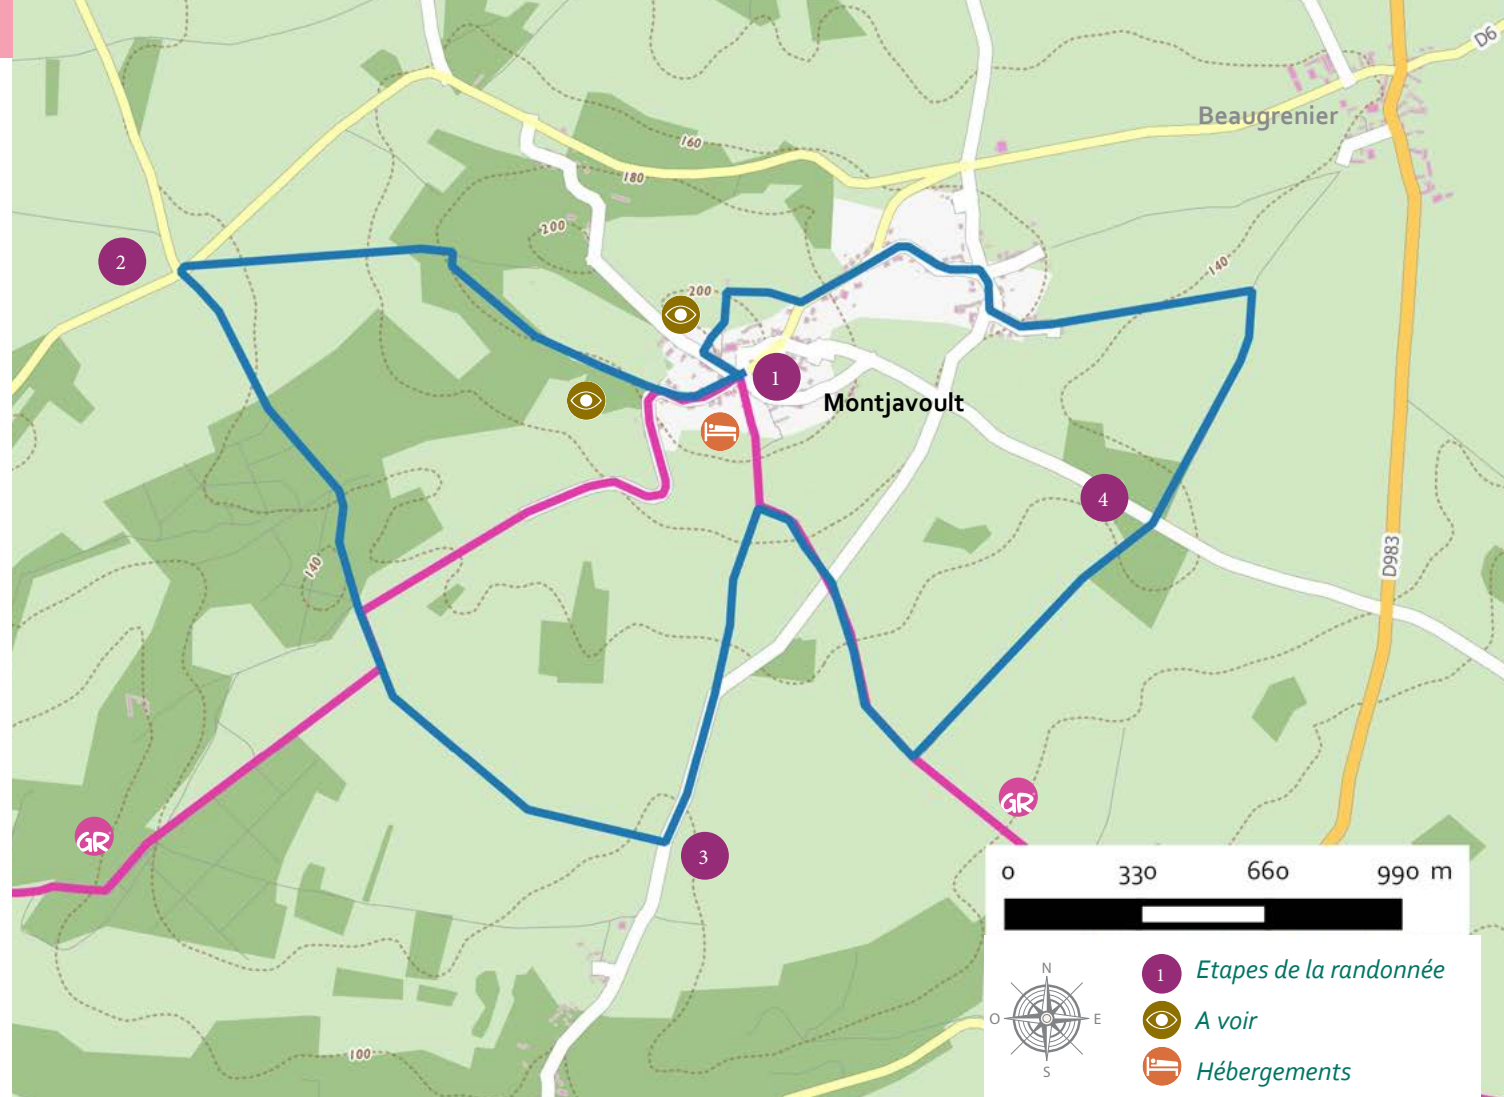 D6
Beaugrenier
160
180
200
140
2
200
1
Montjavoult
4
D983
140
GR
GR
3
0 330 660 990 m
N
O E
S
1 Etapes de la randonnée
A voir
Hébergements
100